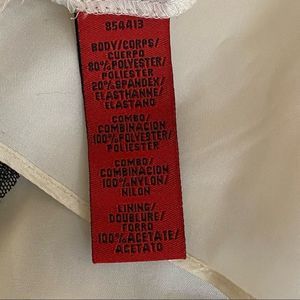 854413
BODY/CORPS/
CUERPO
80%POLYESTER/
POLIESTER
20%SPANDEX/
ELASTHANNE/
ELASTANO
COMBO/
COMBINACION
100%POLYESTER/
POLIESTER
COMBO/
COMBINACION
100%NYLON/
NILON
LINING/
DOUBLURE/
FORRO
100%ACETATE/
ACETATO